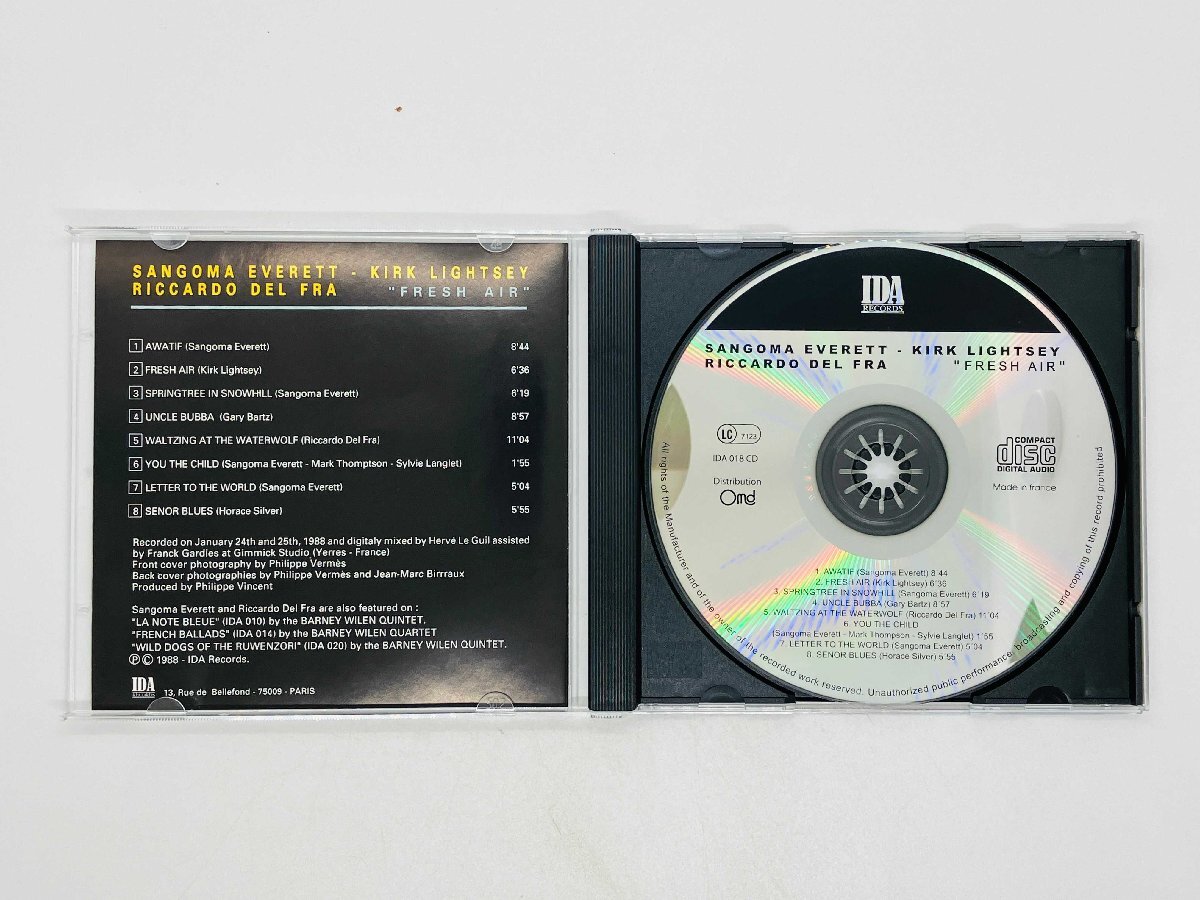 SANGOMA EVERETT - KIRK LIGHTSEY
RICCARDO DEL FRA "FRESH AIR"
1 AWATIF (Sangoma Everett) 8'44
2 FRESH AIR (Kirk Lightsey) 6'36
3 SPRINGTREE IN SNOWHILL (Sangoma Everett) 6'19
4 UNCLE BUBBA (Gary Bartz) 8'57
5 WALTZING AT THE WATERWOLF (Riccardo Del Fra) 11'04
6 YOU THE CHILD (Sangoma Everett - Mark Thomptson - Sylvie Langlet) 1'55
7 LETTER TO THE WORLD (Sangoma Everett) 5'04
8 SENOR BLUES (Horace Silver) 5'55
Recorded on January 24th and 25th, 1988 and digitaly mixed by Hervé Le Guil assisted
by Franck Gardies at Gimmick Studio (Yerres - France)
Front cover photography by Philippe Vermès
Back cover photographies by Philippe Vermès and Jean-Marc Birrraux
Produced by Philippe Vincent
Sangoma Everett and Riccardo Del Fra are also featured on :
"LA NOTE BLEUE" (IDA 010) by the BARNEY WILEN QUINTET,
"FRENCH BALLADS" (IDA 014) by the BARNEY WILEN QUARTET
"WILD DOGS OF THE RUWENZORI" (IDA 020) by the BARNEY WILEN QUINTET.
Ⓟ © 1988 - IDA Records.
IDA RECORDS 13, Rue de Bellefond - 75009 - PARIS
IDA
RECORDS
SANGOMA EVERETT - KIRK LIGHTSEY
RICCARDO DEL FRA "FRESH AIR"
LC 7123
IDA 018 CD
Distribution
Omd
COMPACT
disc
DIGITAL AUDIO
Made in france
1. AWATIF (Sangoma Everett) 8'44
2. FRESH AIR (Kirk Lightsey) 6'36
3. SPRINGTREE IN SNOWHILL (Sangoma Everett) 6'19
4. UNCLE BUBBA (Gary Bartz) 8'57
5. WALTZING AT THE WATERWOLF (Riccardo Del Fra) 11'04
6. YOU THE CHILD
(Sangoma Everett - Mark Thompson - Sylvie Langlet) 1'55
7. LETTER TO THE WORLD (Sangoma Everett) 5'04
8. SENOR BLUES (Horace Silver) 5'55
All rights of the Manufacturer and of the owner of the recorded work reserved. Unauthorized public performance, broadcasting and copying of this record prohibited